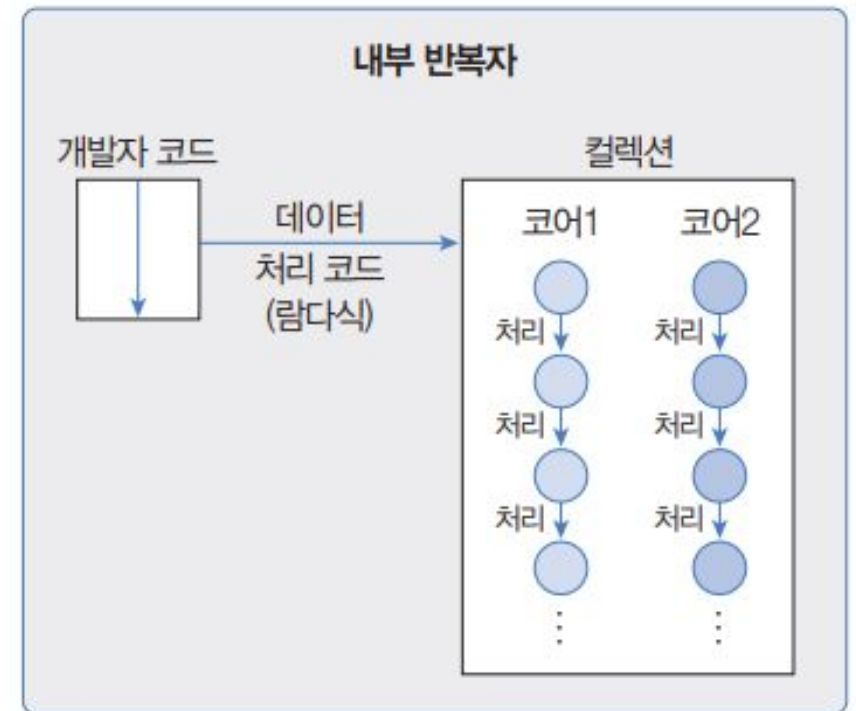 내부 반복자
개발자 코드
데이터
처리 코드
(람다식)
컬렉션
코어1
코어2
처리
처리
처리
처리
처리
처리
⋮
⋮